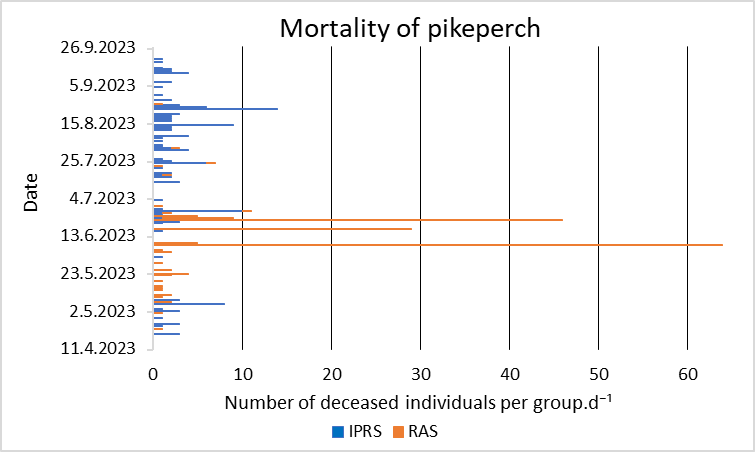 Mortality of pikeperch
26.9.2023
5.9.2023
15.8.2023
25.7.2023
4.7.2023
13.6.2023
23.5.2023
2.5.2023
11.4.2023
Date
0 10 20 30 40 50 60
Number of deceased individuals per group.d⁻¹
IPRS RAS